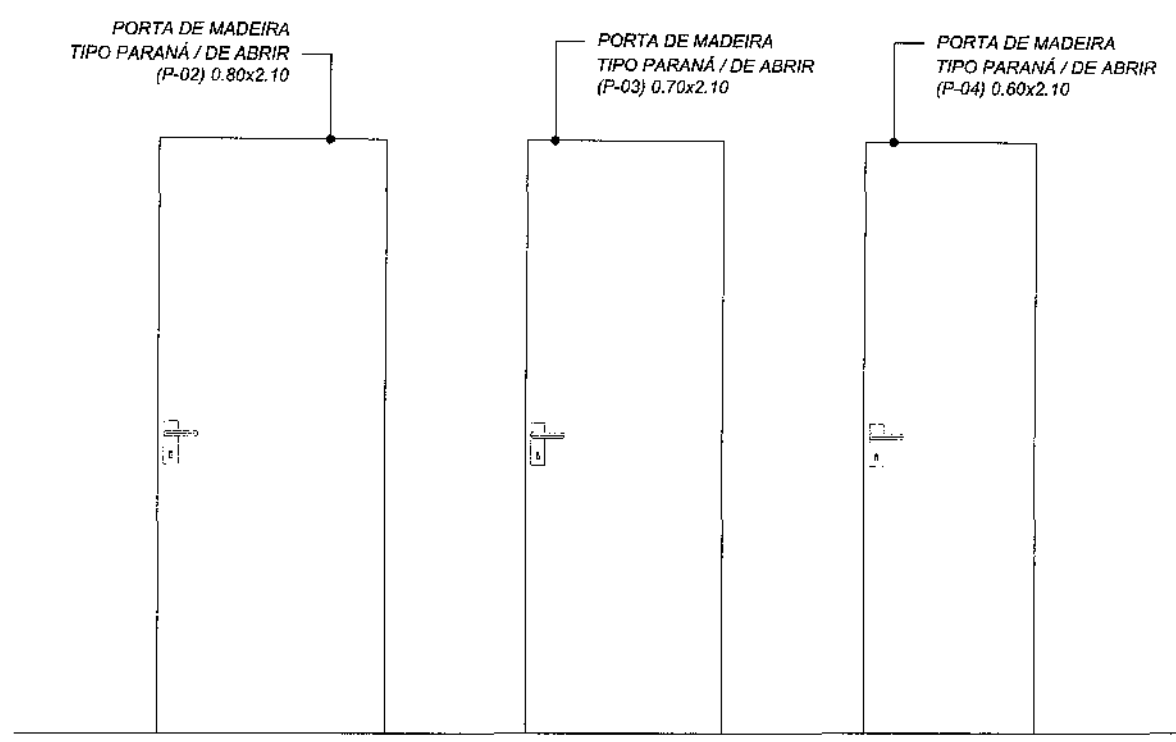 PORTA DE MADEIRA
TIPO PARANÁ / DE ABRIR
(P-02) 0.80x2.10
PORTA DE MADEIRA
TIPO PARANÁ / DE ABRIR
(P-03) 0.70x2.10
PORTA DE MADEIRA
TIPO PARANÁ / DE ABRIR
(P-04) 0.60x2.10